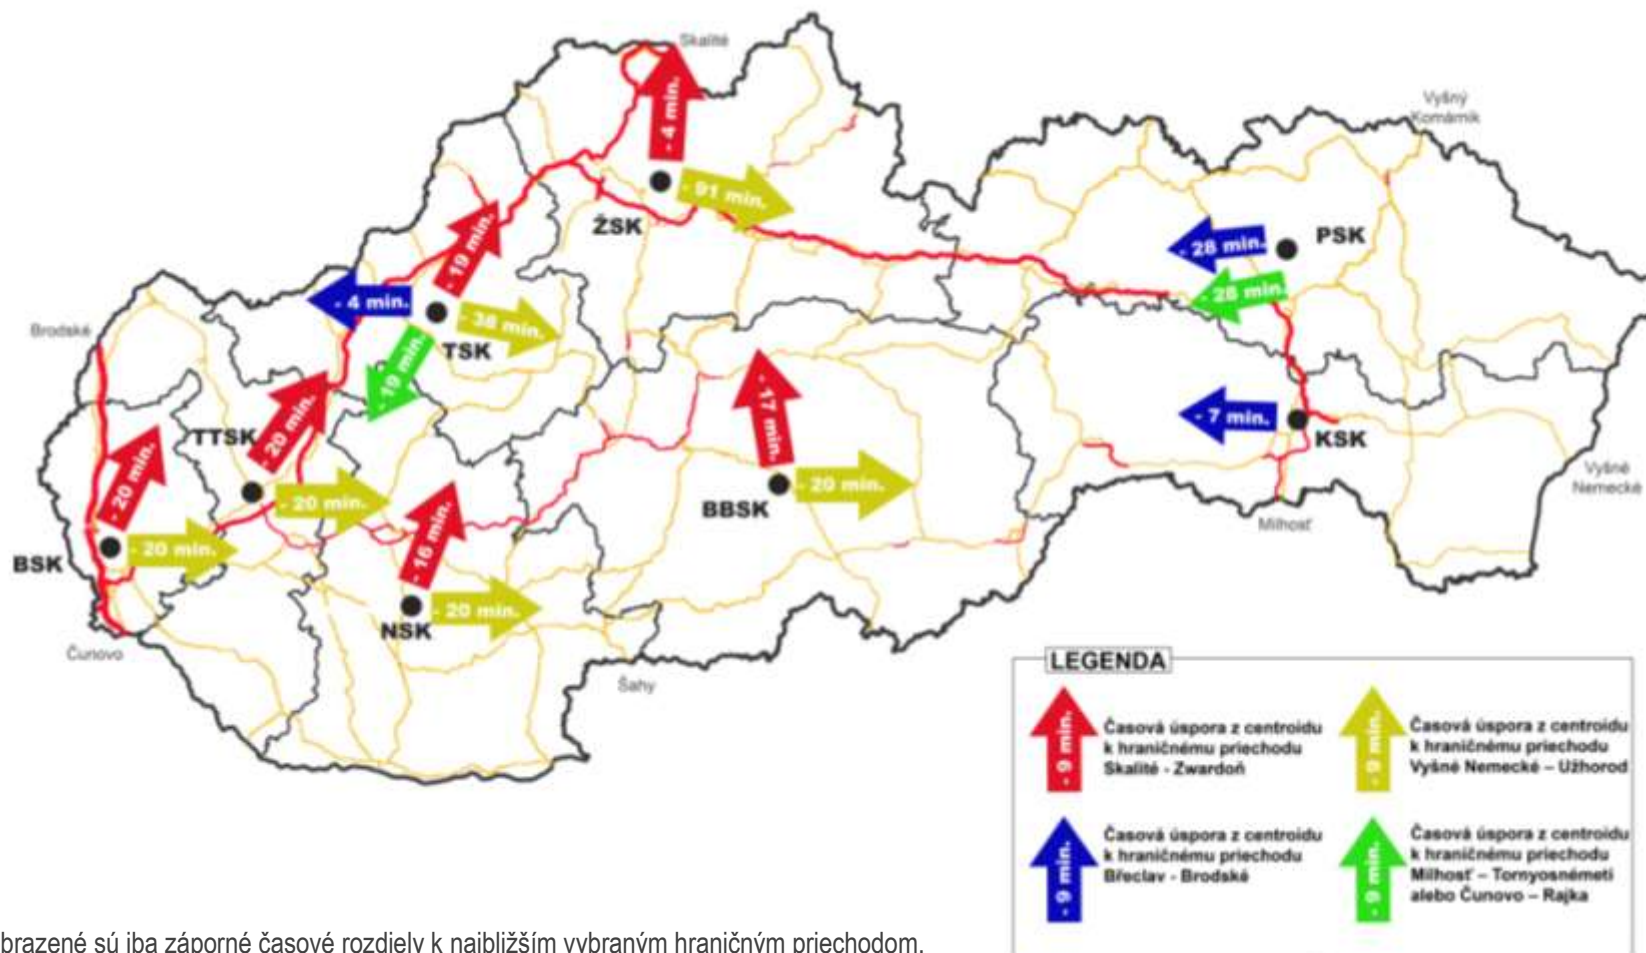 Skalité
- 4 min.
Vyšný
Komárnik
- 91 min.
ŽSK
- 28 min.
PSK
- 19 min.
- 28 min.
- 4 min.
- 38 min.
Brodské
TSK
- 19 min.
- 20 min.
TTSK
- 17 min.
- 7 min.
KSK
- 20 min.
- 20 min.
- 20 min.
Vyšné
Nemecké
BBSK
- 16 min.
Milhosť
BSK
- 20 min.
- 20 min.
NSK
Čunovo
Šahy
LEGENDA
- 9 min.
Časová úspora z centroidu
k hraničnému priechodu
Skalité - Zwardoň
- 9 min.
Časová úspora z centroidu
k hraničnému priechodu
Vyšné Nemecké – Užhorod
- 9 min.
Časová úspora z centroidu
k hraničnému priechodu
Břeclav - Brodské
- 9 min.
Časová úspora z centroidu
k hraničnému priechodu
Milhosť – Tornyosnémeti
alebo Čunovo – Rajka
brazené sú iba záporné časové rozdiely k najbližším vybraným hraničným priechodom.